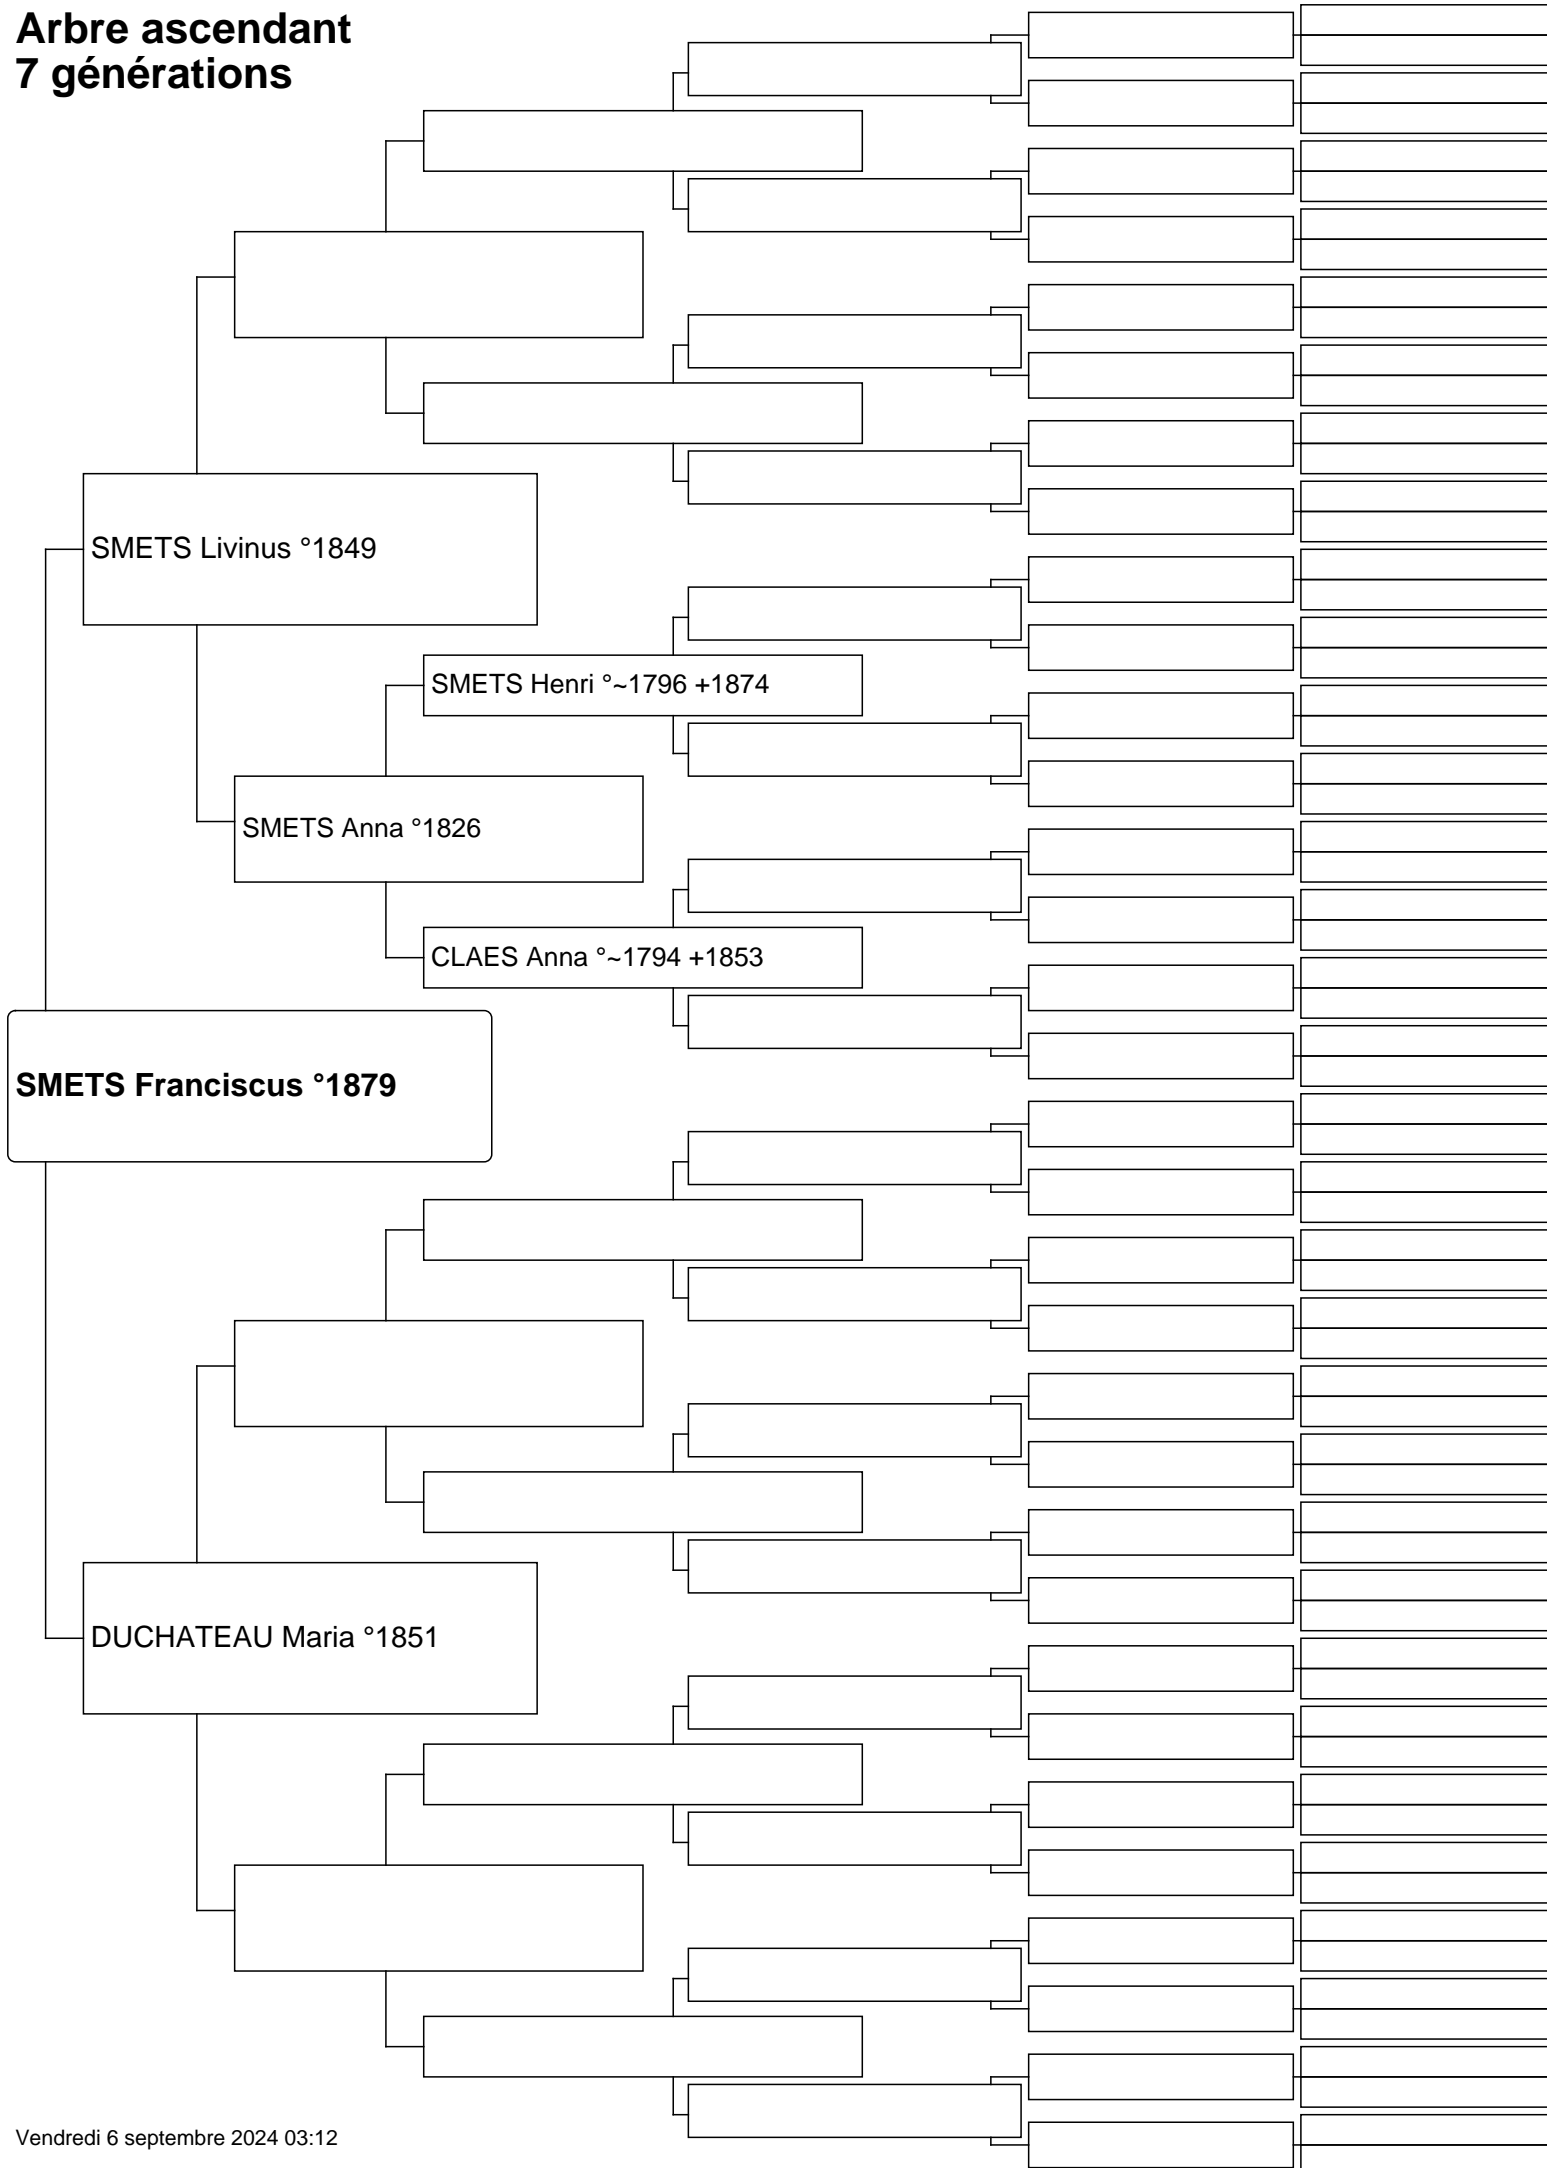 Arbre ascendant
7 générations
SMETS Livinus °1849
SMETS Henri °~1796 +1874
SMETS Anna °1826
CLAES Anna °~1794 +1853
SMETS Franciscus °1879
DUCHATEAU Maria °1851
Vendredi 6 septembre 2024 03:12